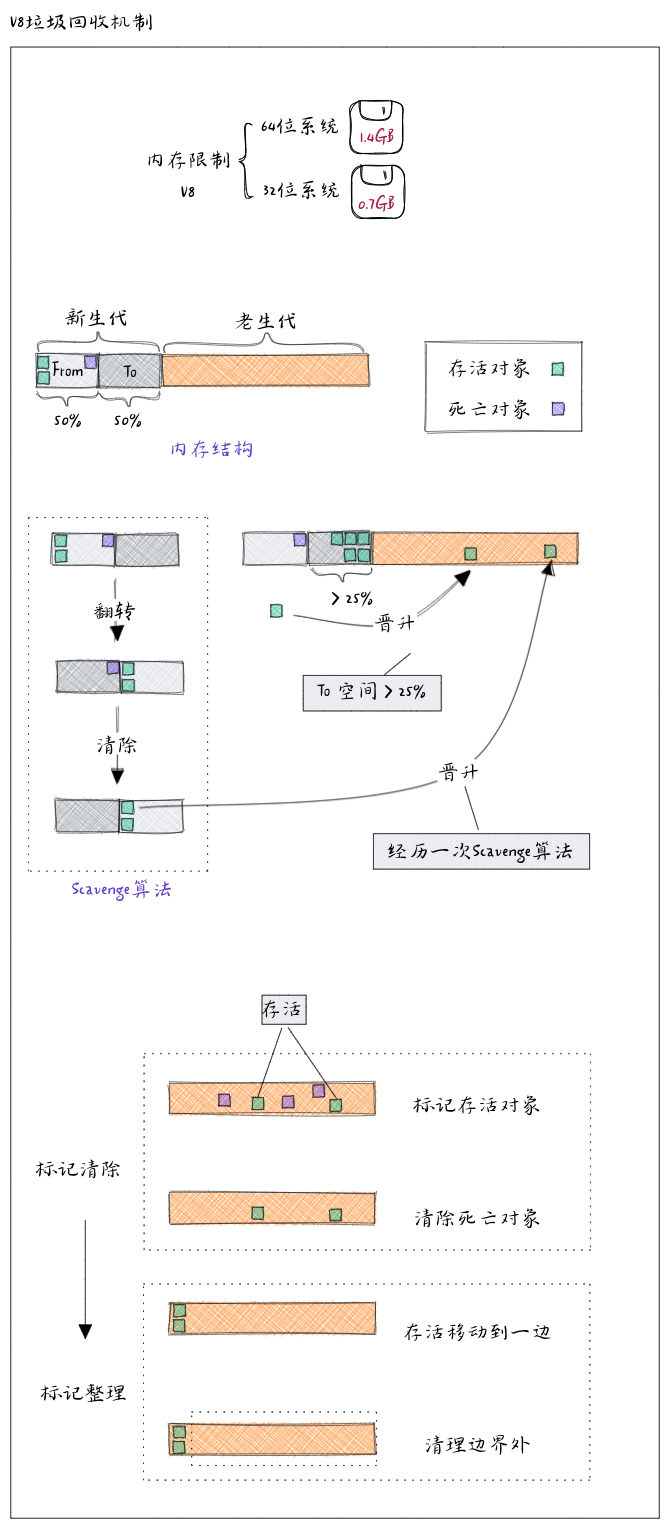 V8垃圾回收机制
64位系统
1.4GB
内存限制
V8
32位系统
0.7GB
新生代
老生代
From
To
50%
50%
内存结构
存活对象
死亡对象
翻转
清除
Scavenge算法
> 25%
晋升
To 空间 > 25%
晋升
经历一次Scavenge算法
存活
标记存活对象
标记清除
清除死亡对象
存活移动到一边
标记整理
清理边界外